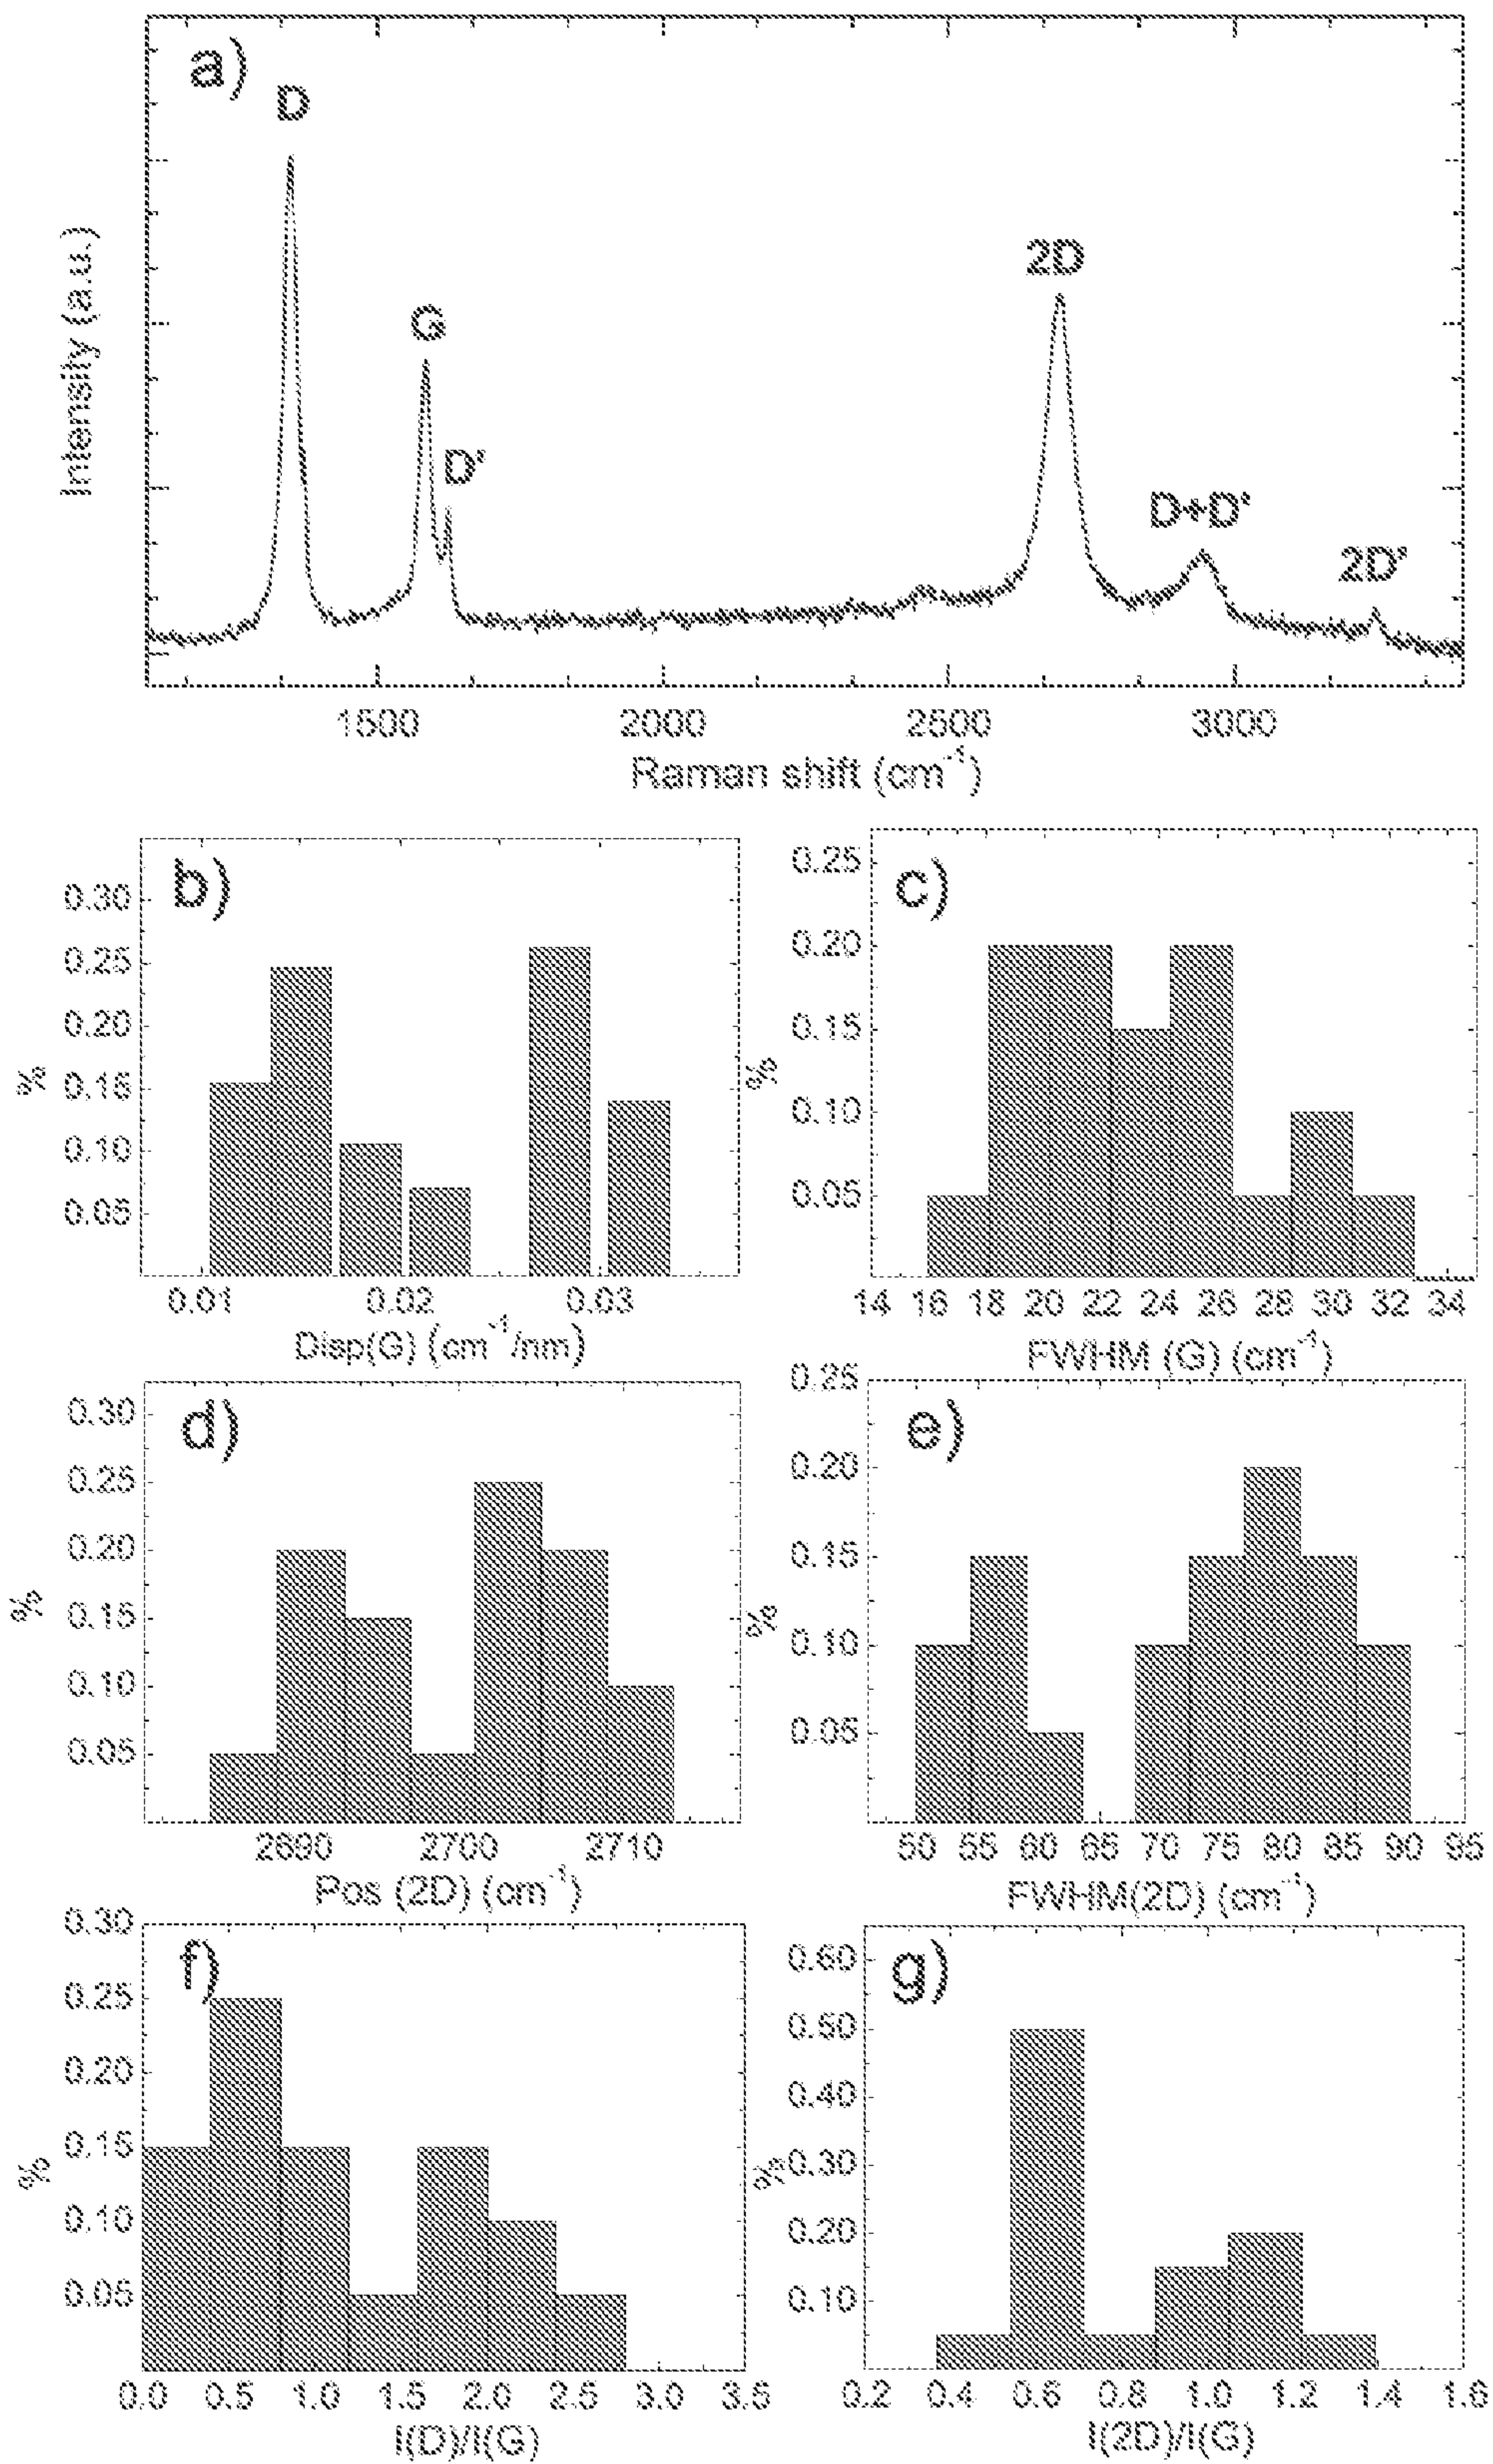 a)
D
G
D'
2D
D+D'
2D'
Intensity (a.u.)
1500 2000 2500 3000
Raman shift (cm⁻¹)
b)
0.30
0.25
0.20
0.15
0.10
0.05
%
0.01 0.02 0.03
Disp(G) (cm⁻¹/nm)
c)
0.25
0.20
0.15
0.10
0.05
%
14 16 18 20 22 24 26 28 30 32 34
FWHM (G) (cm⁻¹)
d)
0.30
0.25
0.20
0.15
0.10
0.05
%
2690 2700 2710
Pos (2D) (cm⁻¹)
e)
0.25
0.20
0.15
0.10
0.05
%
50 55 60 65 70 75 80 85 90 95
FWHM(2D) (cm⁻¹)
f)
0.30
0.25
0.20
0.15
0.10
0.05
%
0.0 0.5 1.0 1.5 2.0 2.5 3.0 3.5
I(D)/I(G)
g)
0.60
0.50
0.40
0.30
0.20
0.10
%
0.2 0.4 0.6 0.8 1.0 1.2 1.4 1.6
I(2D)/I(G)